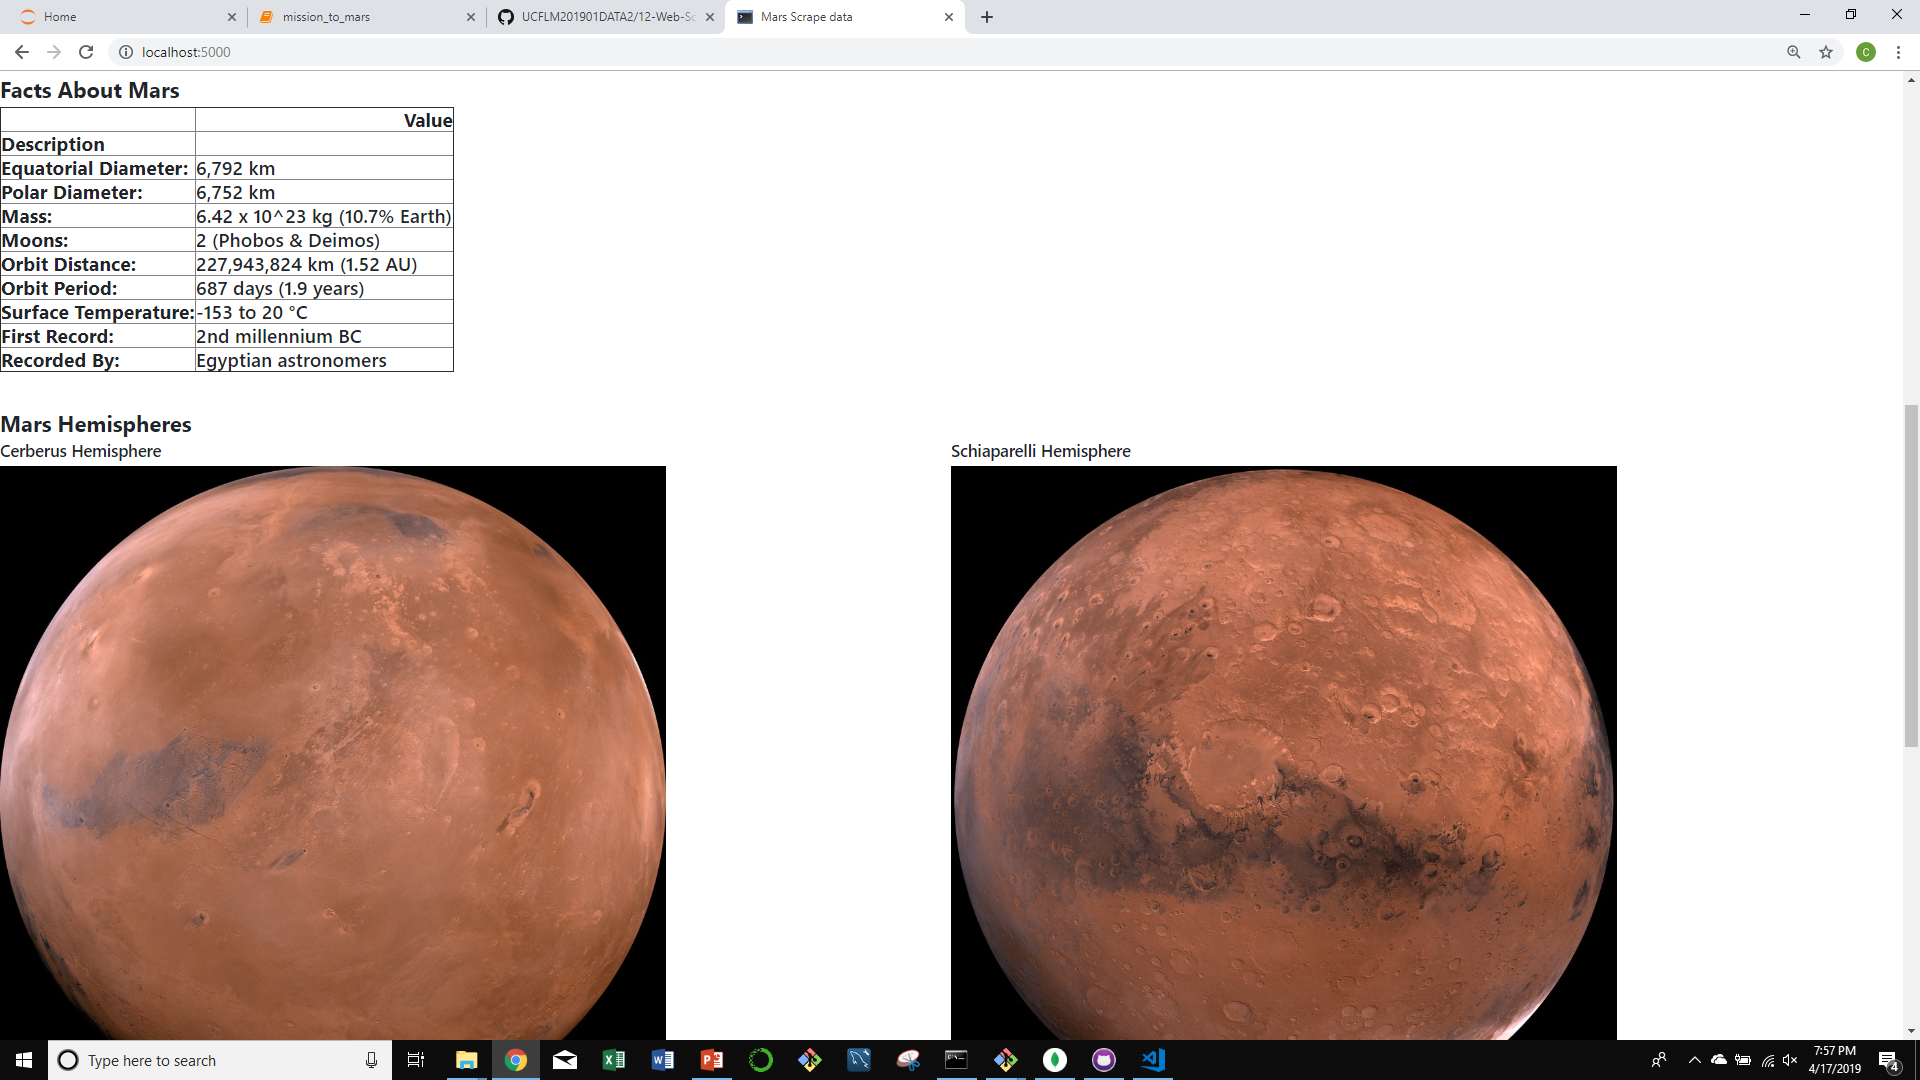 Home
mission_to_mars
UCFLM201901DATA2/12-Web-Sc
Mars Scrape data
localhost:5000
C
Facts About Mars
Value
Description
Equatorial Diameter: 6,792 km
Polar Diameter: 6,752 km
Mass: 6.42 x 10^23 kg (10.7% Earth)
Moons: 2 (Phobos & Deimos)
Orbit Distance: 227,943,824 km (1.52 AU)
Orbit Period: 687 days (1.9 years)
Surface Temperature: -153 to 20 °C
First Record: 2nd millennium BC
Recorded By: Egyptian astronomers
Mars Hemispheres
Cerberus Hemisphere
Schiaparelli Hemisphere
Type here to search
7:57 PM
4/17/2019
4